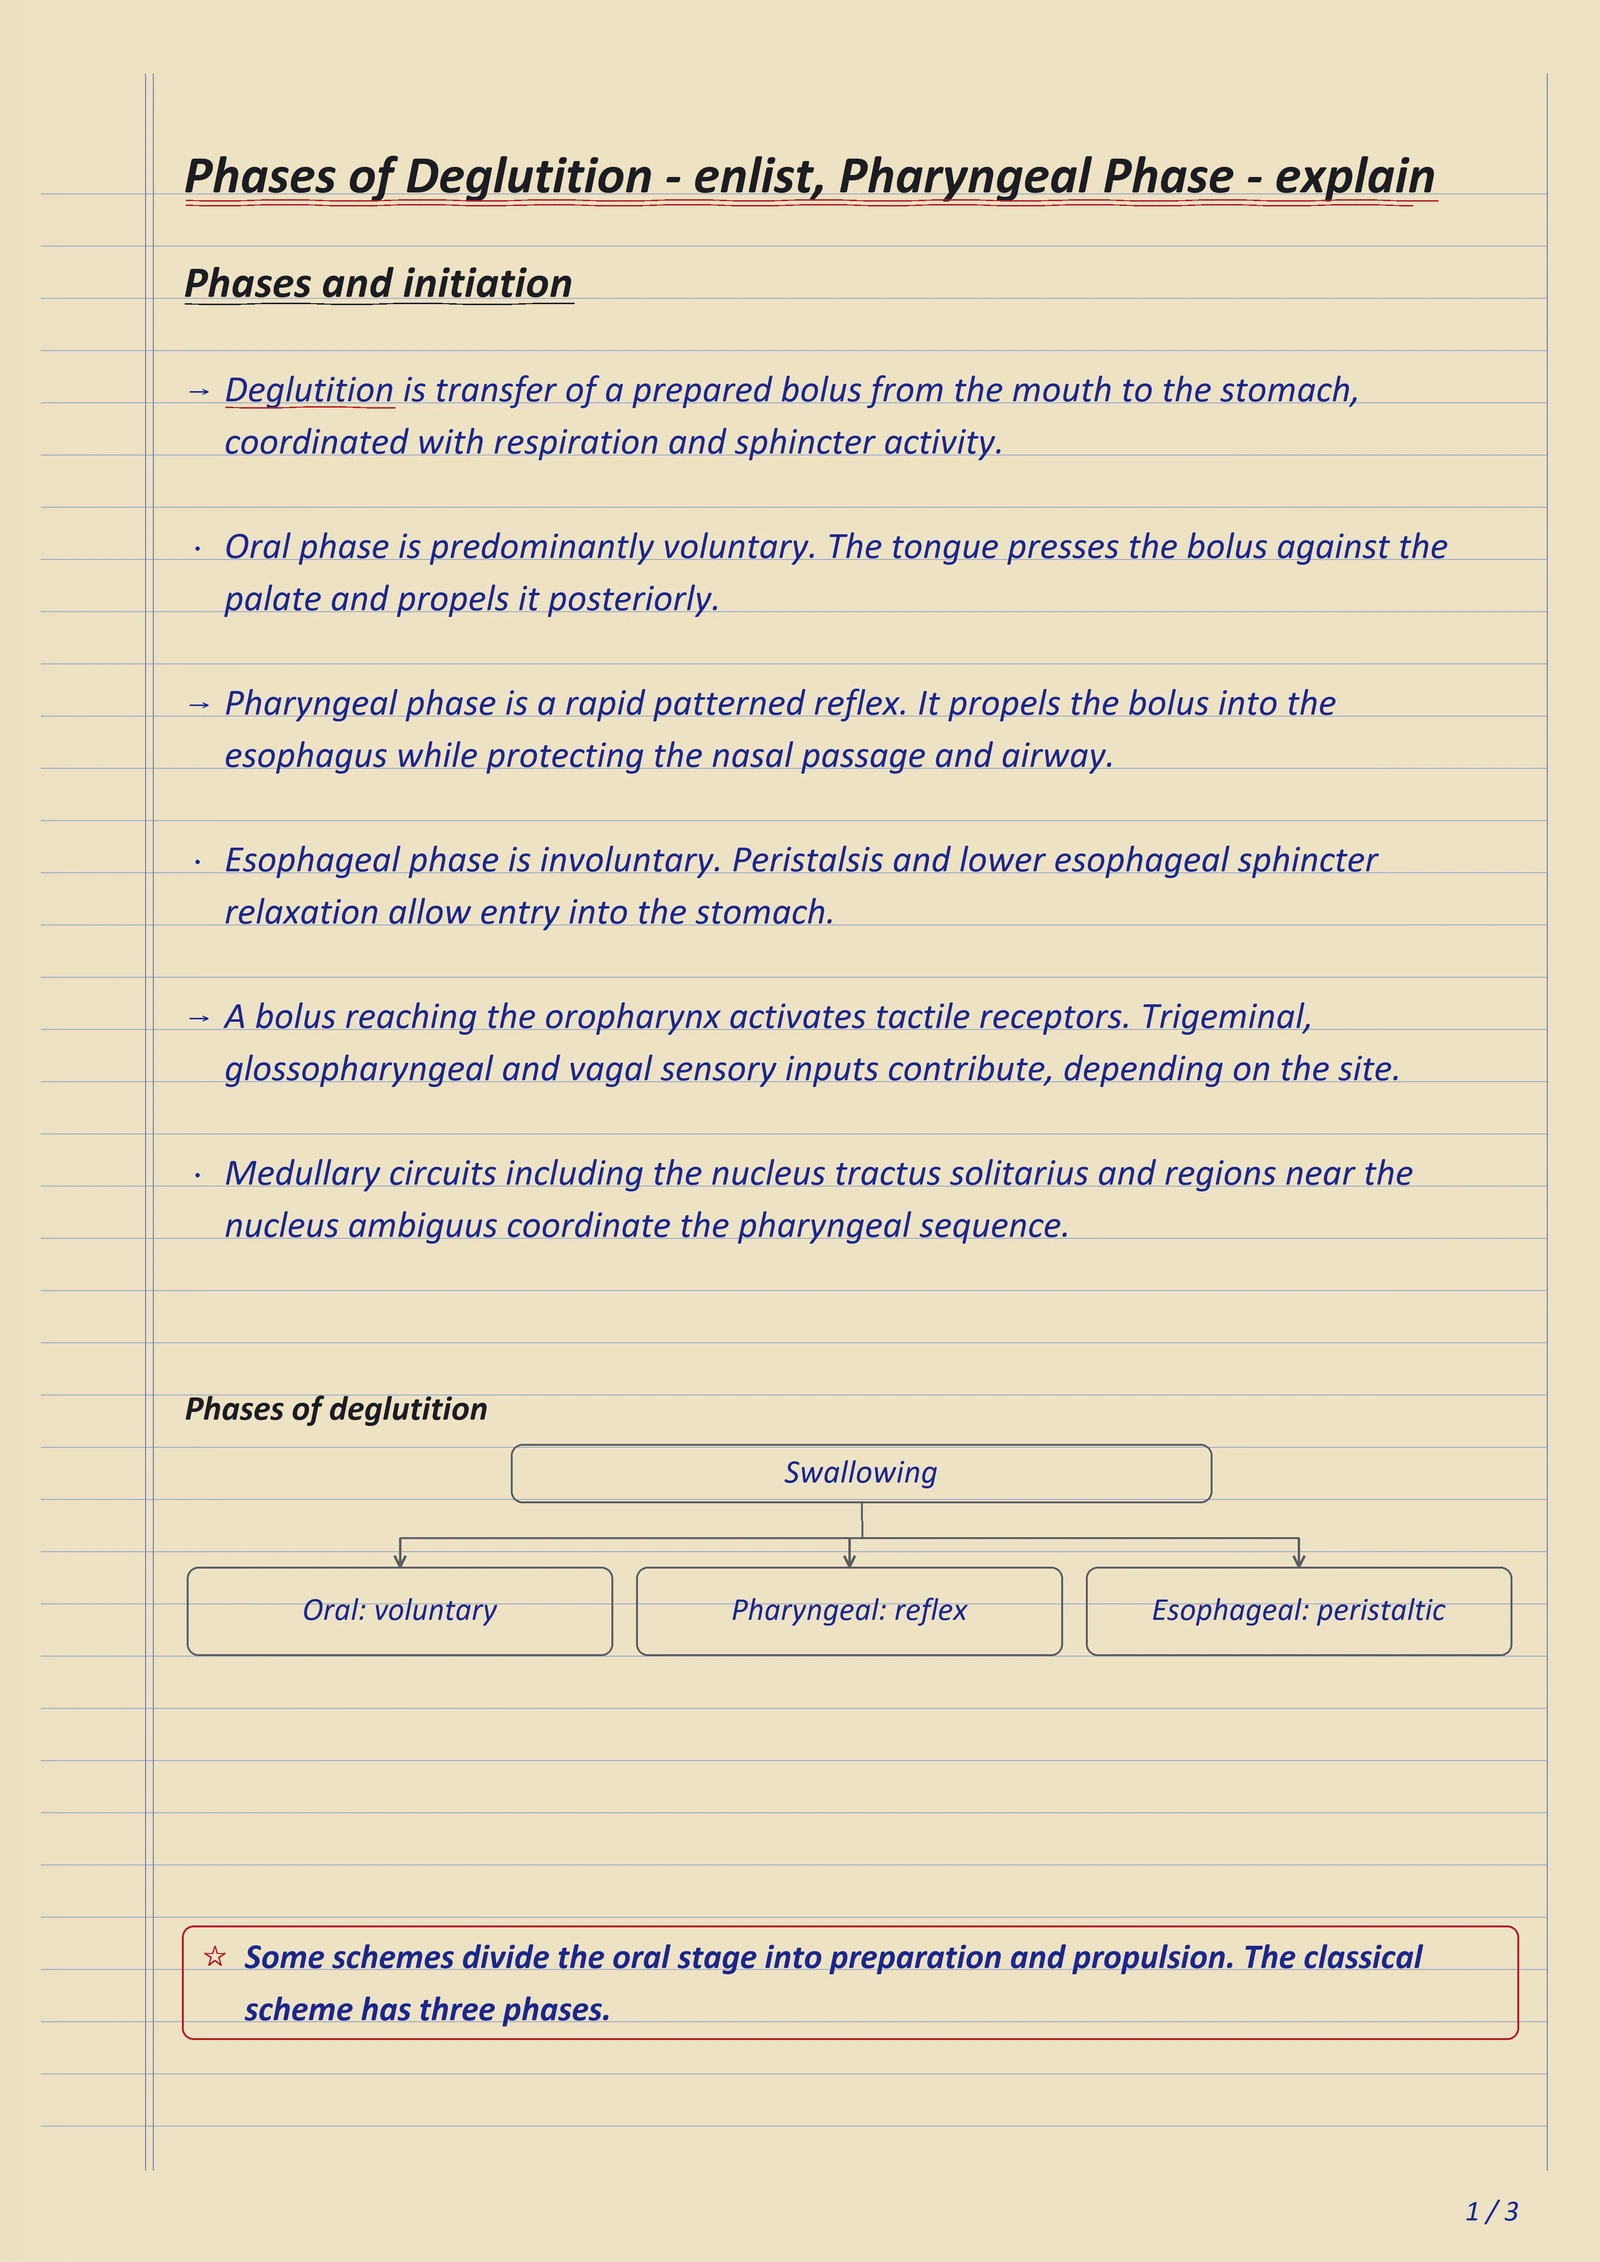 Phases of Deglutition - enlist, Pharyngeal Phase - explain
Phases and initiation
→ Deglutition is transfer of a prepared bolus from the mouth to the stomach,
coordinated with respiration and sphincter activity.
· Oral phase is predominantly voluntary. The tongue presses the bolus against the
palate and propels it posteriorly.
→ Pharyngeal phase is a rapid patterned reflex. It propels the bolus into the
esophagus while protecting the nasal passage and airway.
· Esophageal phase is involuntary. Peristalsis and lower esophageal sphincter
relaxation allow entry into the stomach.
→ A bolus reaching the oropharynx activates tactile receptors. Trigeminal,
glossopharyngeal and vagal sensory inputs contribute, depending on the site.
· Medullary circuits including the nucleus tractus solitarius and regions near the
nucleus ambiguus coordinate the pharyngeal sequence.
Phases of deglutition
Swallowing
Oral: voluntary
Pharyngeal: reflex
Esophageal: peristaltic
☆ Some schemes divide the oral stage into preparation and propulsion. The classical
scheme has three phases.
1 / 3